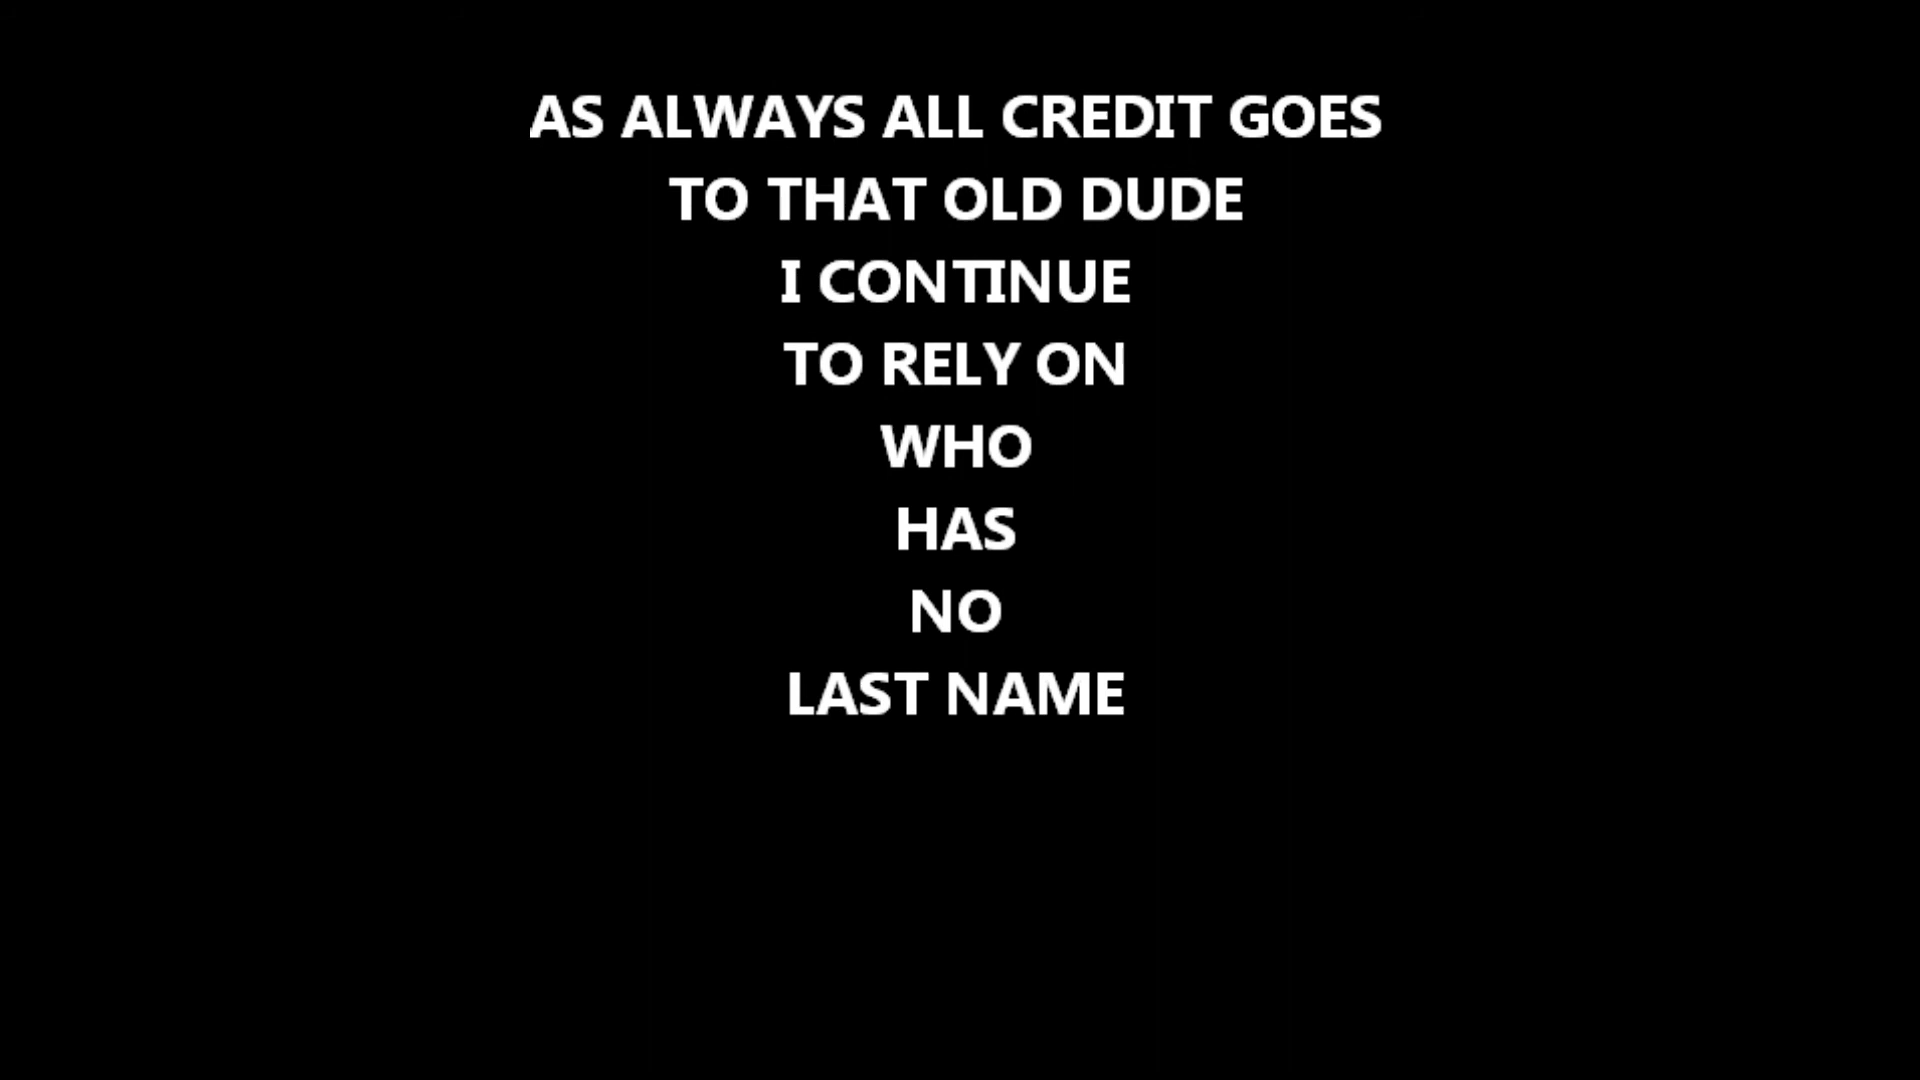 AS ALWAYS ALL CREDIT GOES
TO THAT OLD DUDE
I CONTINUE
TO RELY ON
WHO
HAS
NO
LAST NAME